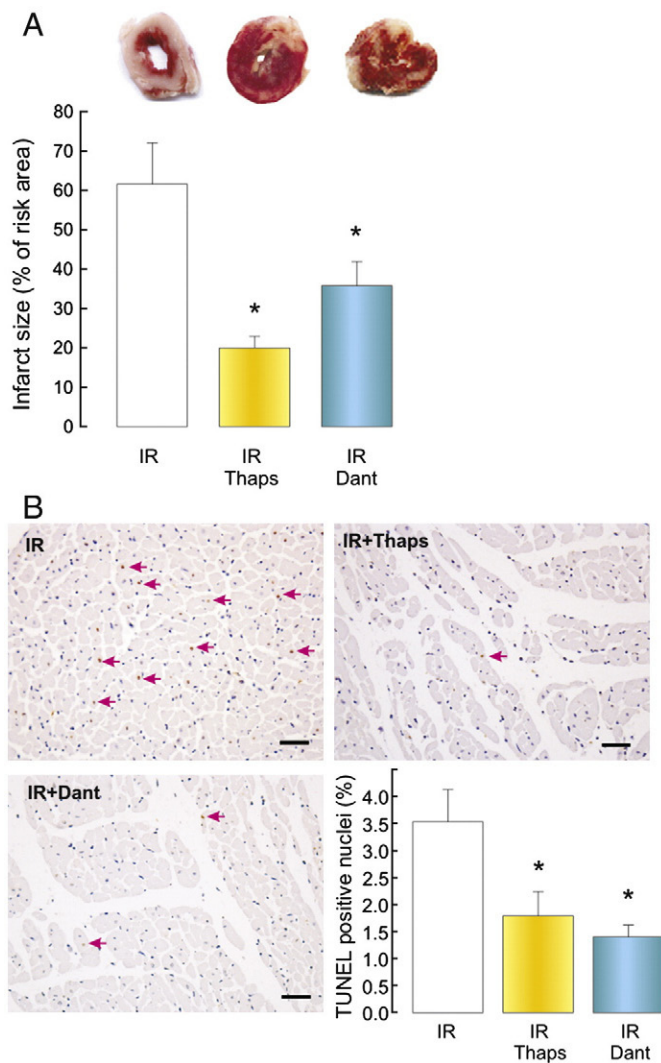 A
Infarct size (% of risk area)
80
70
60
50
40
30
20
10
0
*
*
IR
IR
Thaps
IR
Dant
B
IR
IR+Thaps
IR+Dant
TUNEL positive nuclei (%)
4.0
3.5
3.0
2.5
2.0
1.5
1.0
0.5
0.0
*
*
IR
IR
Thaps
IR
Dant